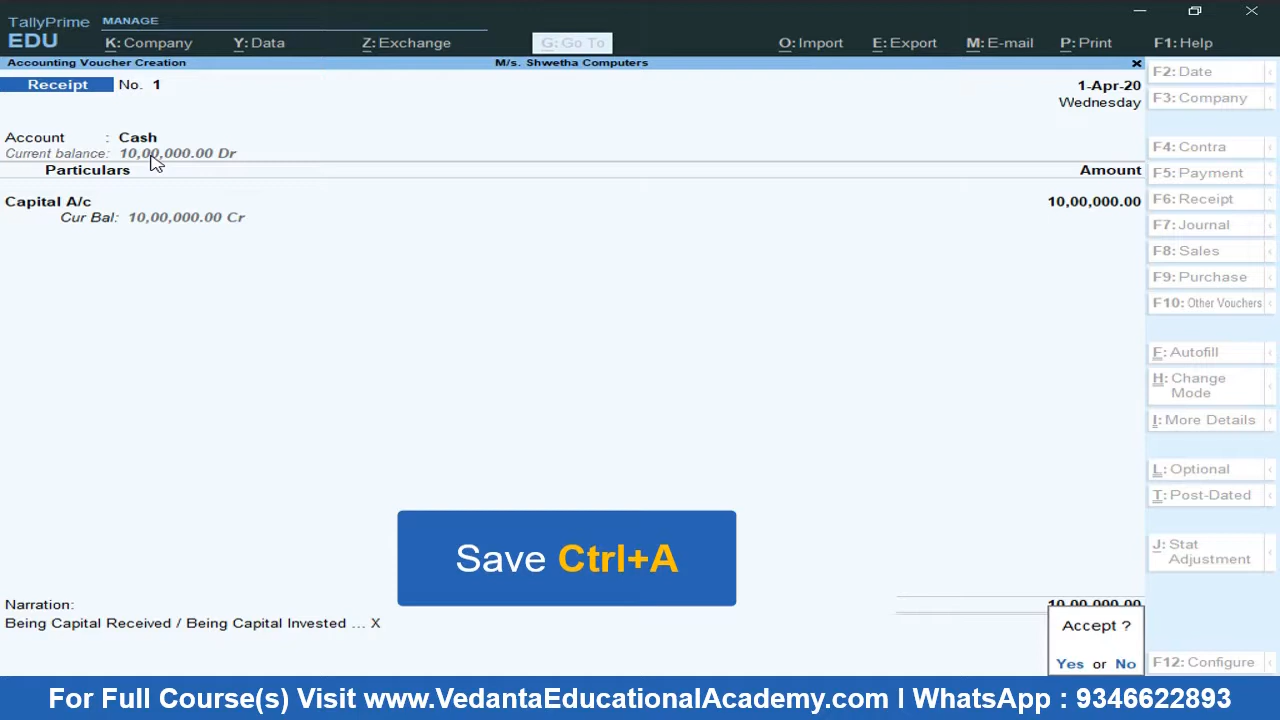 TallyPrime MANAGE
EDU K: Company Y: Data Z: Exchange G: Go To O: Import E: Export M: E-mail P: Print F1: Help
Accounting Voucher Creation M/s. Shwetha Computers ×
Receipt No. 1 1-Apr-20
Wednesday
Account : Cash
Current balance: 10,00,000.00 Dr
Particulars Amount
Capital A/c 10,00,000.00
Cur Bal: 10,00,000.00 Cr
F2: Date
F3: Company
F4: Contra
F5: Payment
F6: Receipt
F7: Journal
F8: Sales
F9: Purchase
F10: Other Vouchers
F: Autofill
H: Change
Mode
I: More Details
L: Optional
T: Post-Dated
J: Stat
Adjustment
F12: Configure
Save Ctrl+A
Narration: 10,00,000.00
Being Capital Received / Being Capital Invested ... X
Accept ?
Yes or No
For Full Course(s) Visit www.VedantaEducationalAcademy.com | WhatsApp : 9346622893